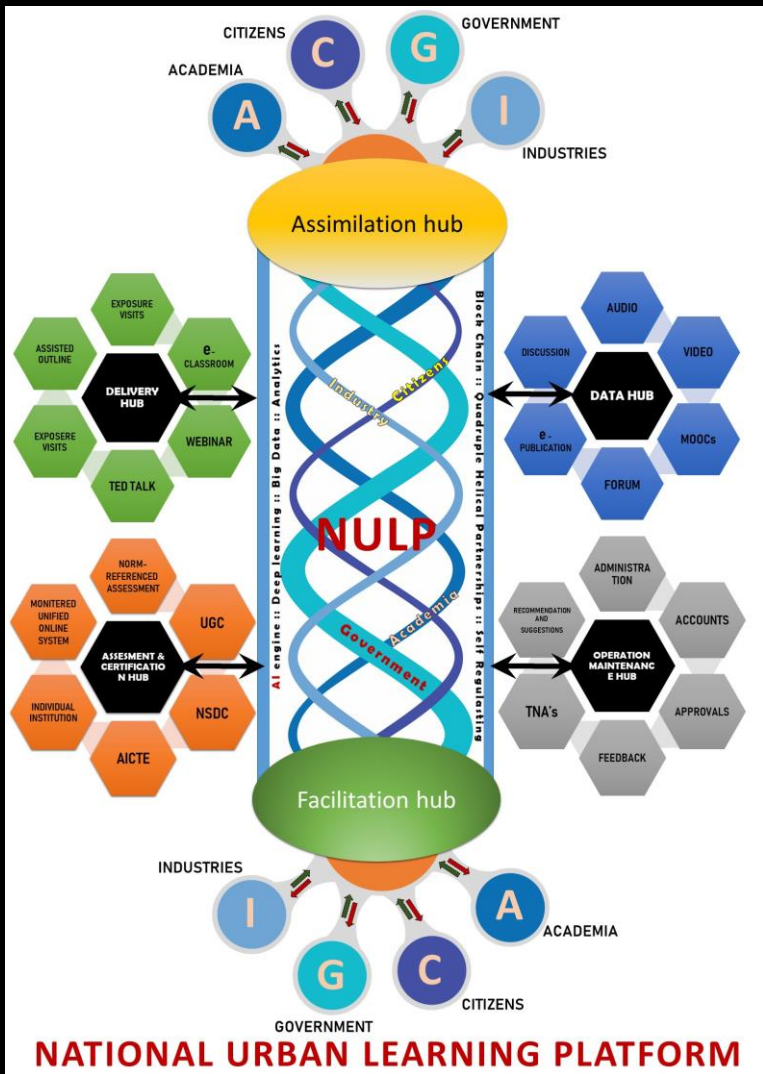 CITIZENS
GOVERNMENT
ACADEMIA
C
G
A
I
INDUSTRIES
Assimilation hub
EXPOSURE
VISITS
ASSISTED
OUTLINE
e-
CLASSROOM
DELIVERY
HUB
EXPOSERE
VISITS
WEBINAR
TED TALK
AI engine :: Deep learning :: Big Data :: Analytics
Industry
Citizens
NULP
Academia
Government
Block Chain :: Quadruple Helical Partnerships :: Self Regulasting
AUDIO
DISCUSSION
VIDEO
DATA HUB
e-
PUBLICATION
MOOCs
FORUM
NORM-
REFERENCED
ASSESSMENT
MONITERED
UNIFIED
ONLINE
SYSTEM
UGC
ASSESMENT &
CERTIFICATIO
N HUB
INDIVIDUAL
INSTITUTION
NSDC
AICTE
ADMINISTRA
TION
RECOMMENDATION
AND
SUGGESTIONS
ACCOUNTS
OPERATION
MAINTENANC
E HUB
TNA's
APPROVALS
FEEDBACK
Facilitation hub
INDUSTRIES
I
A
ACADEMIA
G
C
CITIZENS
GOVERNMENT
NATIONAL URBAN LEARNING PLATFORM